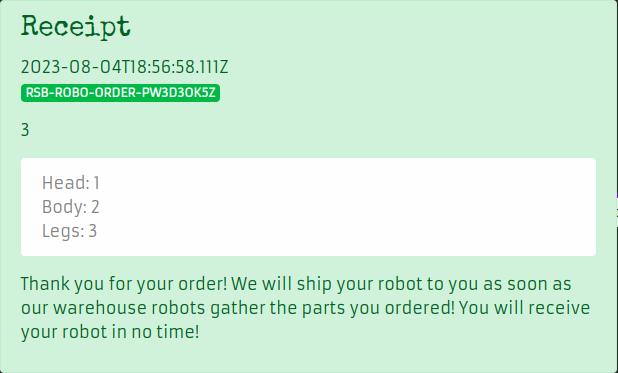 Receipt
2023-08-04T18:56:58.111Z
RSB-ROBO-ORDER-PW3D3OK5Z
3
Head: 1
Body: 2
Legs: 3
Thank you for your order! We will ship your robot to you as soon as
our warehouse robots gather the parts you ordered! You will receive
your robot in no time!